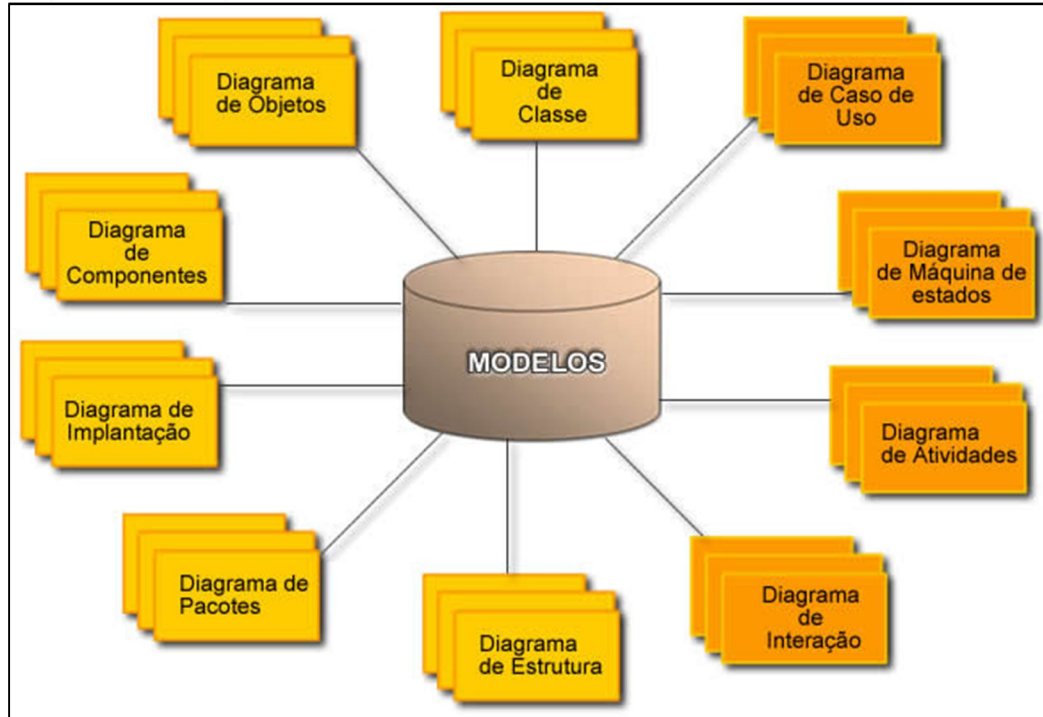 Diagrama
de Objetos
Diagrama
de
Classe
Diagrama
de Caso de
Uso
Diagrama
de
Componentes
Diagrama
de Máquina de
estados
MODELOS
Diagrama de
Implantação
Diagrama
de Atividades
Diagrama de
Pacotes
Diagrama
de Estrutura
Diagrama
de
Interação